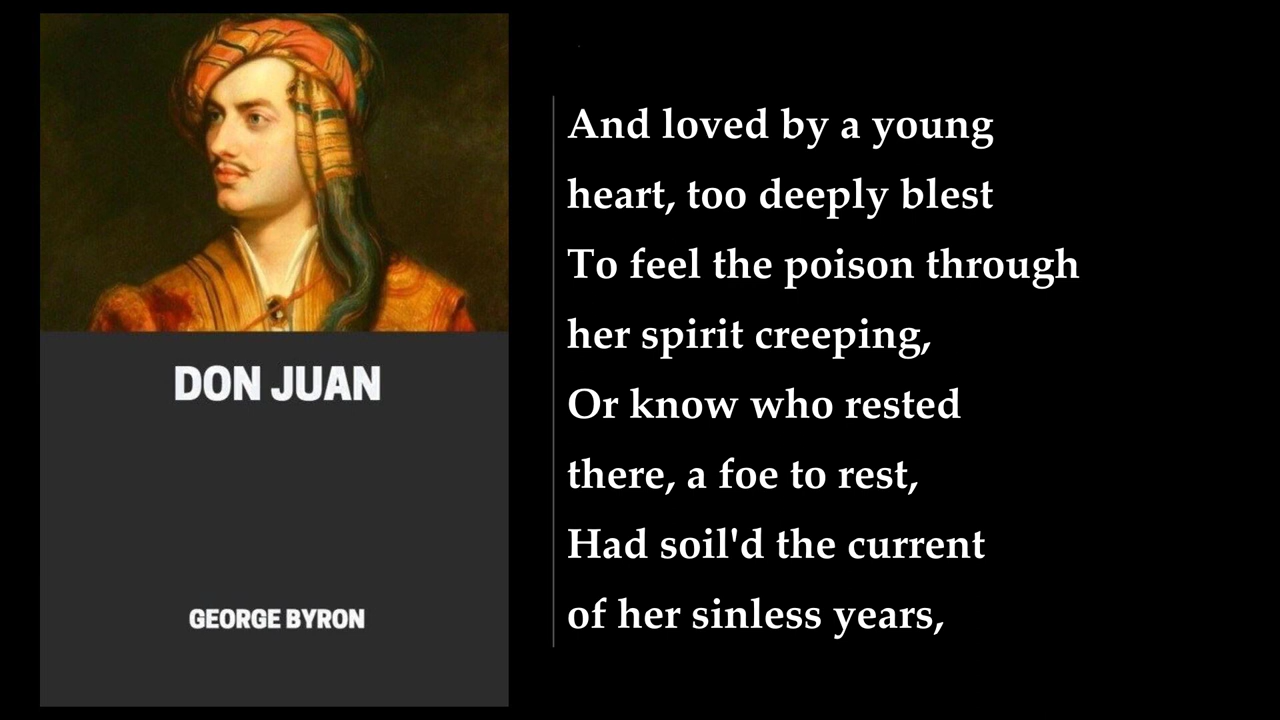 DON JUAN
GEORGE BYRON
And loved by a young
heart, too deeply blest
To feel the poison through
her spirit creeping,
Or know who rested
there, a foe to rest,
Had soil'd the current
of her sinless years,